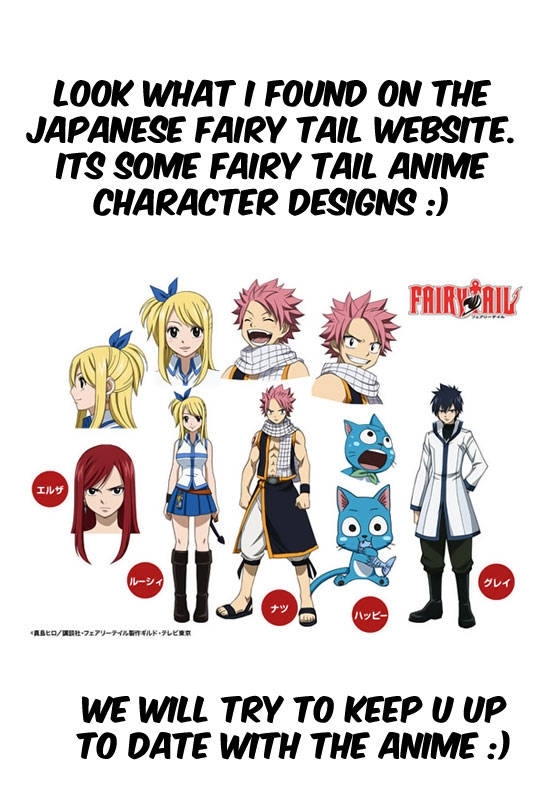 LOOK WHAT I FOUND ON THE
JAPANESE FAIRY TAIL WEBSITE.
ITS SOME FAIRY TAIL ANIME
CHARACTER DESIGNS :)
FAIRY TAIL
フェアリーテイル
エルザ
ルーシィ
ナツ
ハッピー
グレイ
©真島ヒロ／講談社・フェアリーテイル製作ギルド・テレビ東京
WE WILL TRY TO KEEP U UP
TO DATE WITH THE ANIME :)